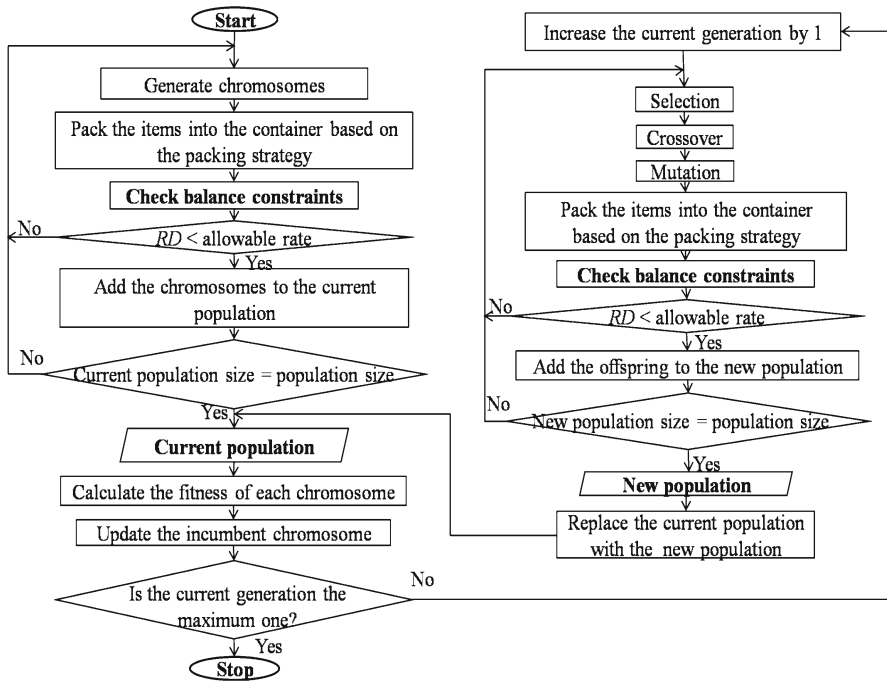 Start
Generate chromosomes
Pack the items into the container based on
the packing strategy
Check balance constraints
No
RD < allowable rate
Yes
Add the chromosomes to the current
population
No
Current population size = population size
Yes
Current population
Calculate the fitness of each chromosome
Update the incumbent chromosome
No
Is the current generation the
maximum one?
Yes
Stop
Increase the current generation by 1
Selection
Crossover
Mutation
Pack the items into the container
based on the packing strategy
Check balance constraints
No
RD < allowable rate
Yes
Add the offspring to the new population
No
New population size = population size
Yes
New population
Replace the current population
with the new population